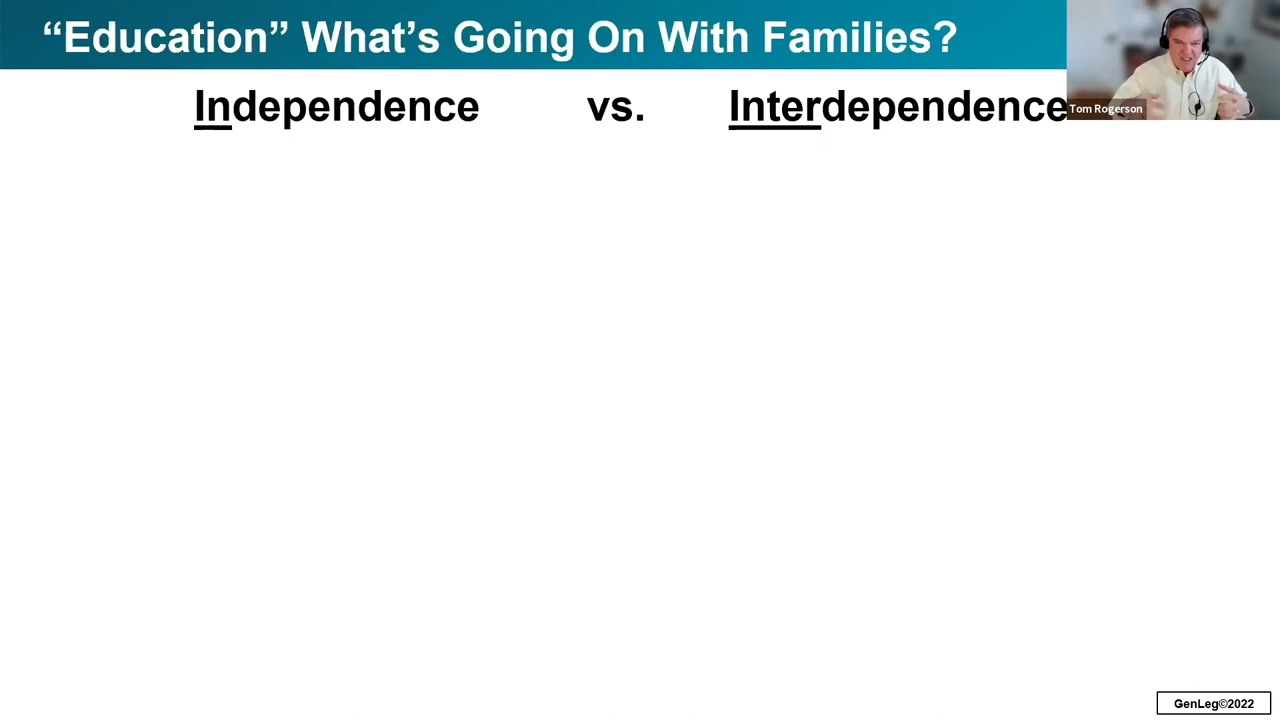 “Education” What’s Going On With Families?
Independence vs. Interdependence
Tom Rogerson
GenLeg©2022